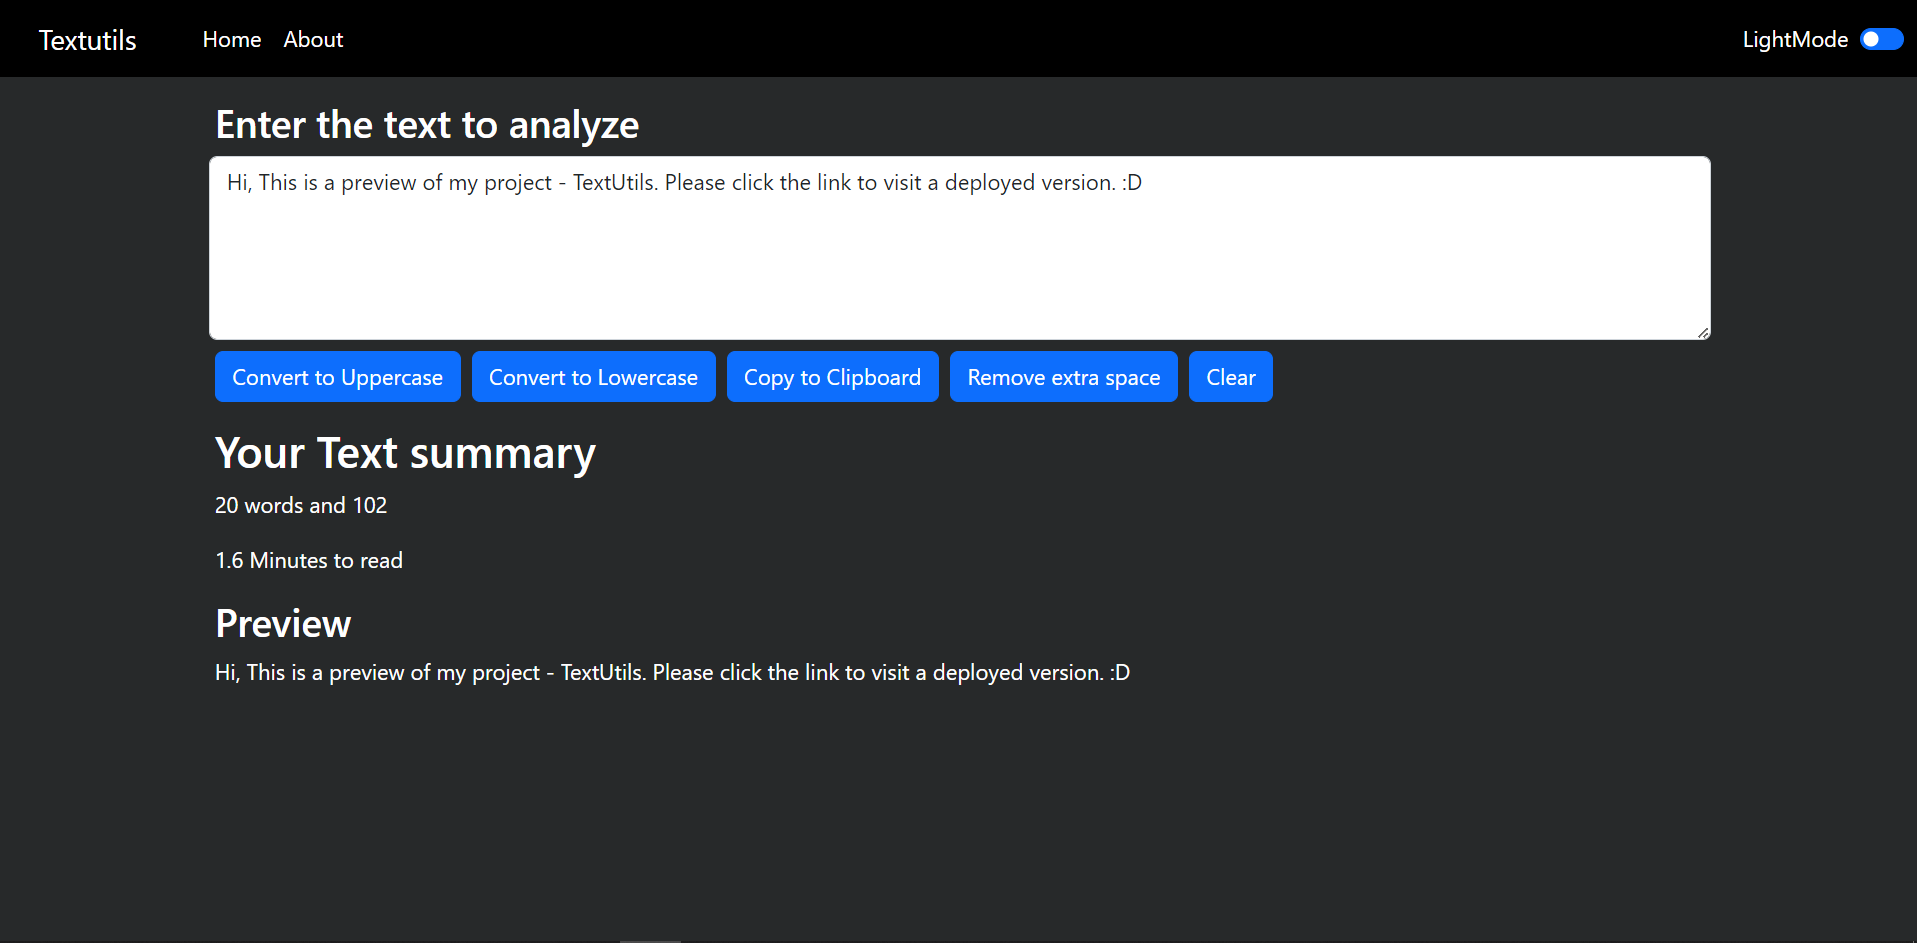 Textutils Home About LightMode
Enter the text to analyze
Hi, This is a preview of my project - TextUtils. Please click the link to visit a deployed version. :D
Convert to Uppercase Convert to Lowercase Copy to Clipboard Remove extra space Clear
Your Text summary
20 words and 102
1.6 Minutes to read
Preview
Hi, This is a preview of my project - TextUtils. Please click the link to visit a deployed version. :D